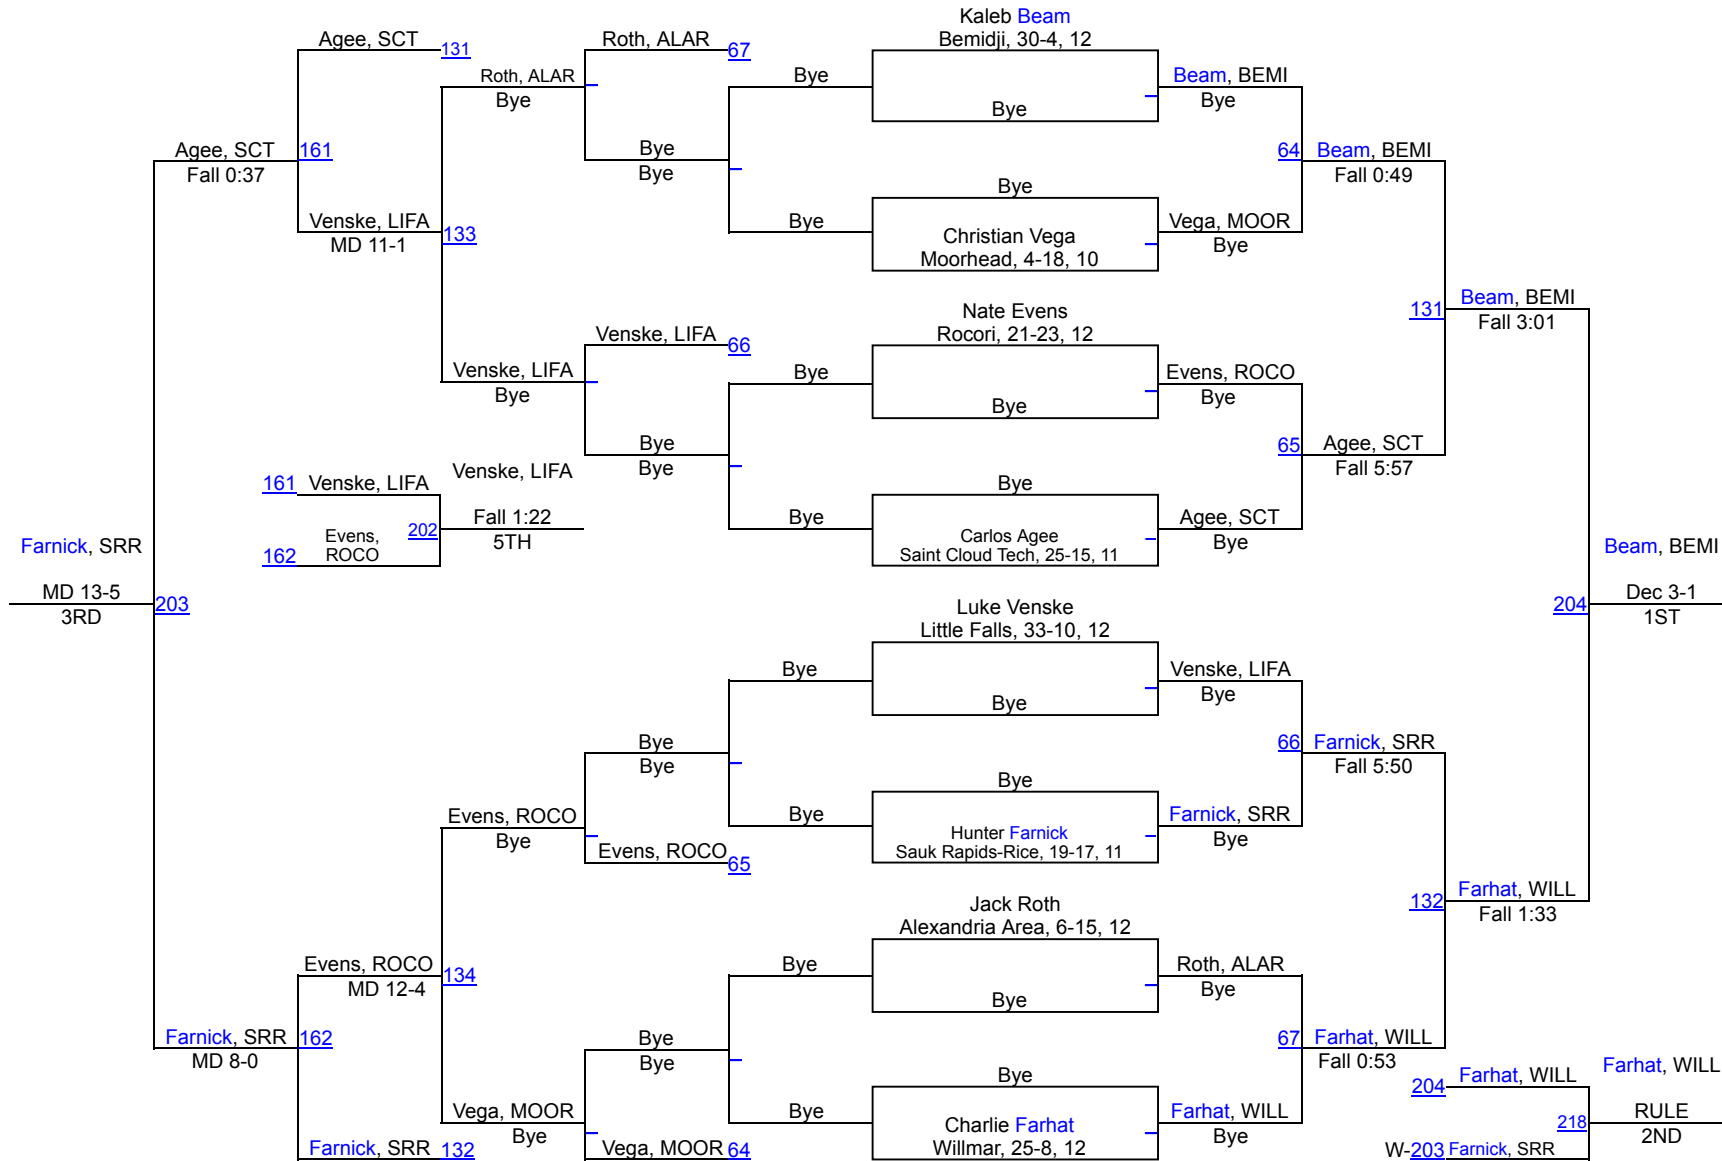 Kaleb Beam
Bemidji, 30-4, 12
Agee, SCT 131
Roth, ALAR 67
Roth, ALAR
Bye
Bye
Beam, BEMI
Bye
Bye
Agee, SCT 161
Fall 0:37
Bye
Bye
64 Beam, BEMI
Fall 0:49
Bye
Venske, LIFA 133
MD 11-1
Bye
Christian Vega
Moorhead, 4-18, 10
Vega, MOOR
Bye
131 Beam, BEMI
Fall 3:01
Nate Evens
Rocori, 21-23, 12
Venske, LIFA 66
Venske, LIFA
Bye
Bye
Evens, ROCO
Bye
Bye
Bye
Bye
65 Agee, SCT
Fall 5:57
161 Venske, LIFA
Venske, LIFA
Bye
Evens,
ROCO
162
202
Fall 1:22
5TH
Bye
Carlos Agee
Saint Cloud Tech, 25-15, 11
Agee, SCT
Bye
Farnick, SRR
MD 13-5
3RD
203
Beam, BEMI
204 Dec 3-1
1ST
Luke Venske
Little Falls, 33-10, 12
Bye
Venske, LIFA
Bye
Bye
Bye
Bye
66 Farnick, SRR
Fall 5:50
Bye
Evens, ROCO
Bye
Evens, ROCO 65
Bye
Hunter Farnick
Sauk Rapids-Rice, 19-17, 11
Farnick, SRR
Bye
132 Farhat, WILL
Fall 1:33
Jack Roth
Alexandria Area, 6-15, 12
Evens, ROCO 134
MD 12-4
Bye
Roth, ALAR
Bye
Bye
Farnick, SRR 162
MD 8-0
Bye
Bye
67 Farhat, WILL
Fall 0:53
Bye
Vega, MOOR
Bye
Bye
Charlie Farhat
Willmar, 25-8, 12
Farhat, WILL
Bye
204 Farhat, WILL
Farhat, WILL
218 RULE
2ND
Farnick, SRR 132
Vega, MOOR 64
W-203 Farnick, SRR